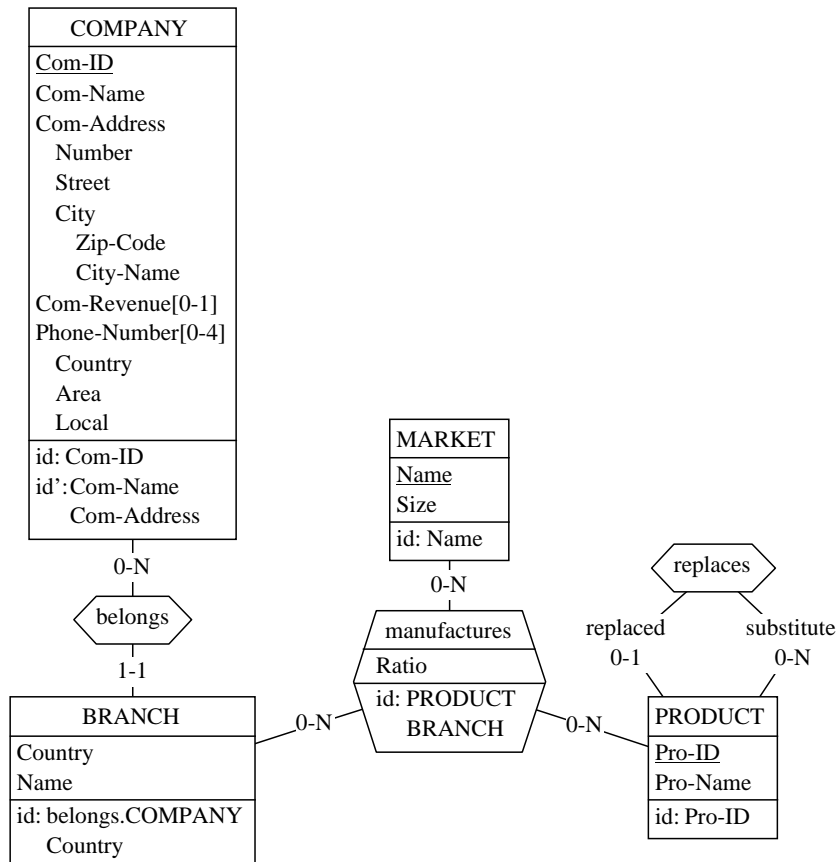 COMPANY
Com-ID
Com-Name
Com-Address
Number
Street
City
Zip-Code
City-Name
Com-Revenue[0-1]
Phone-Number[0-4]
Country
Area
Local
id: Com-ID
id’:Com-Name
Com-Address
0-N
belongs
1-1
BRANCH
Country
Name
id: belongs.COMPANY
Country
0-N
MARKET
Name
Size
id: Name
0-N
manufactures
Ratio
id: PRODUCT
BRANCH
0-N
replaces
replaced
0-1
substitute
0-N
PRODUCT
Pro-ID
Pro-Name
id: Pro-ID